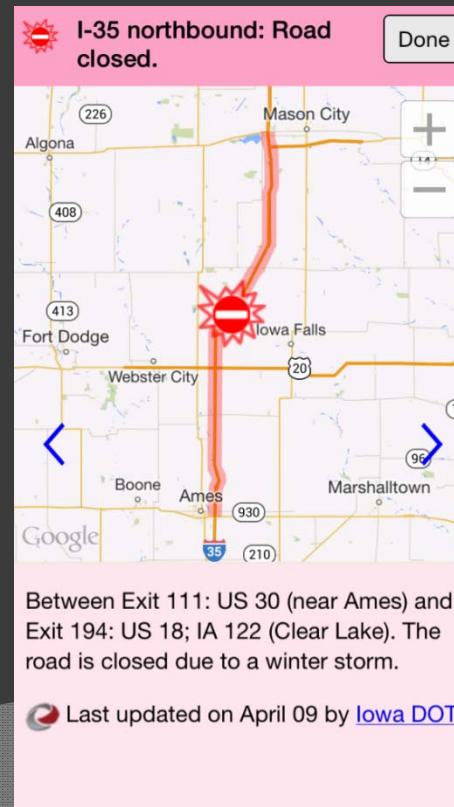 I-35 northbound: Road
closed.
Done
226
Mason City
+
Algona
−
408
413
Fort Dodge
Iowa Falls
Webster City
20
96
Boone
Ames
930
Marshalltown
Google
35
210
Between Exit 111: US 30 (near Ames) and
Exit 194: US 18; IA 122 (Clear Lake). The
road is closed due to a winter storm.
Last updated on April 09 by Iowa DOT